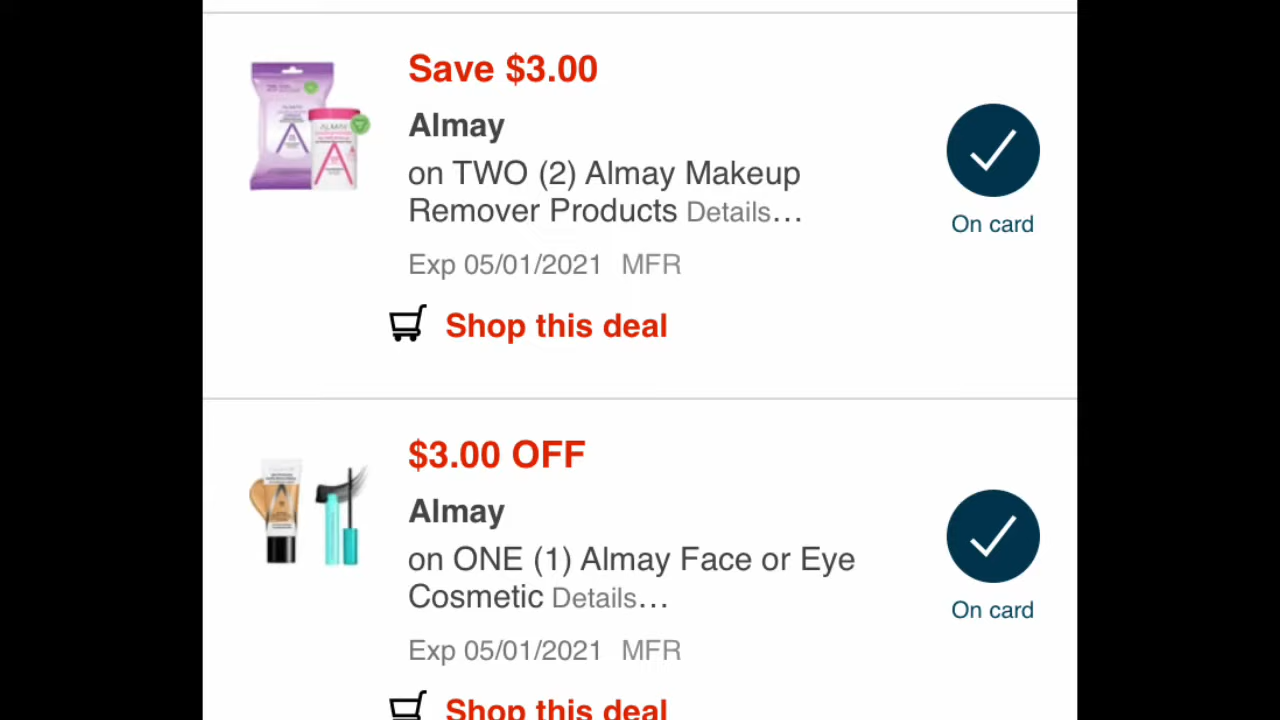 Save $3.00
Almay
on TWO (2) Almay Makeup
Remover Products Details...
Exp 05/01/2021 MFR
On card
Shop this deal
$3.00 OFF
Almay
on ONE (1) Almay Face or Eye
Cosmetic Details...
Exp 05/01/2021 MFR
On card
Shop this deal
ALMAY
ALMAY